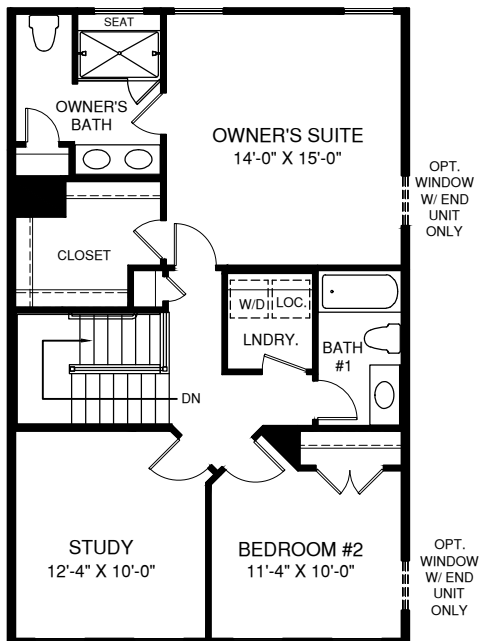 SEAT
OWNER'S
BATH
OWNER'S SUITE
14'-0" X 15'-0"
OPT.
WINDOW
W/ END
UNIT
ONLY
CLOSET
W/D
LOC.
LNDRY.
BATH
#1
DN
STUDY
12'-4" X 10'-0"
BEDROOM #2
11'-4" X 10'-0"
OPT.
WINDOW
W/ END
UNIT
ONLY